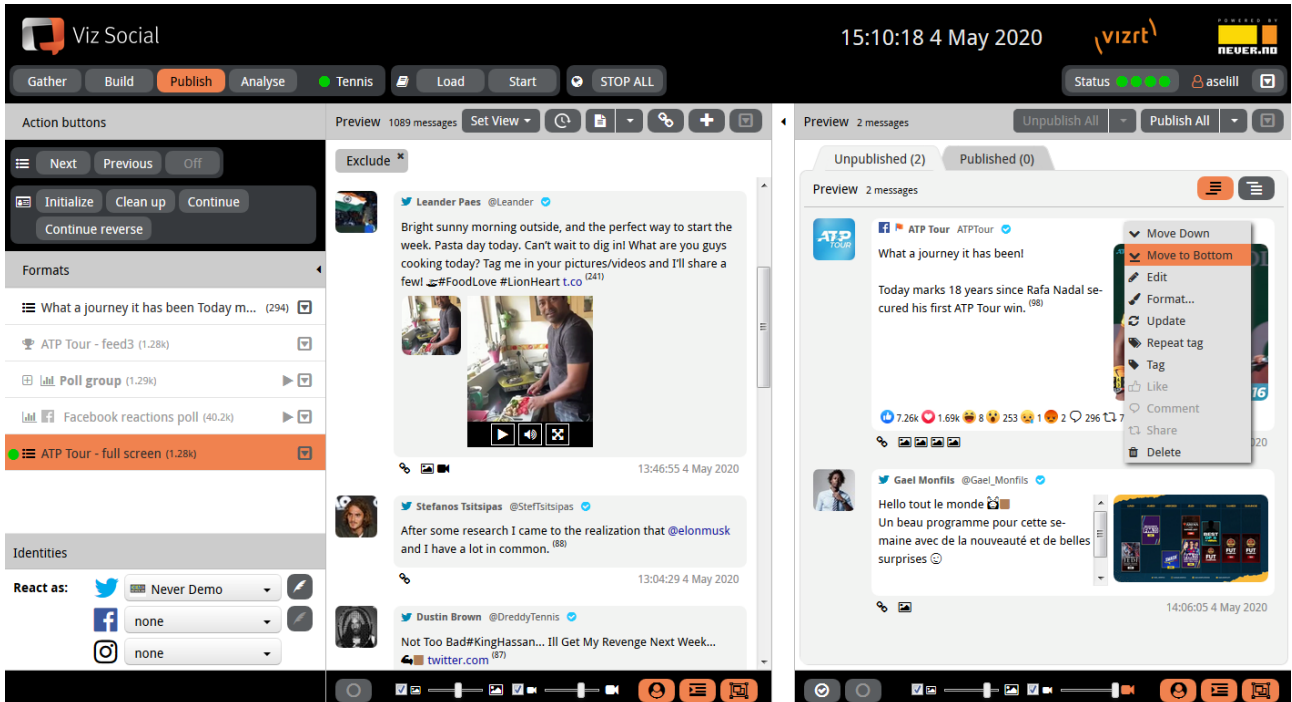 Viz Social
15:10:18 4 May 2020
vizrt
POWERED BY
NEVER.NO
Gather Build Publish Analyse Tennis Load Start STOP ALL Status aselill
Action buttons
Next Previous Off
Initialize Clean up Continue
Continue reverse
Formats
What a journey it has been Today m... (294)
ATP Tour - feed3 (1.28k)
Poll group (1.29k)
Facebook reactions poll (40.2k)
ATP Tour - full screen (1.28k)
Identities
React as: Never Demo
none
none
Preview 1089 messages Set View
Exclude ×
Leander Paes @Leander
Bright sunny morning outside, and the perfect way to start the
week. Pasta day today. Can't wait to dig in! What are you guys
cooking today? Tag me in your pictures/videos and I'll share a
few! 🍝#FoodLove #LionHeart t.co (241)
13:46:55 4 May 2020
Stefanos Tsitsipas @StefTsitsipas
After some research I came to the realization that @elonmusk
and I have a lot in common. (88)
13:04:29 4 May 2020
Dustin Brown @DreddyTennis
Not Too Bad#KingHassan... Ill Get My Revenge Next Week...
twitter.com (87)
Preview 2 messages Unpublish All Publish All
Unpublished (2) Published (0)
Preview 2 messages
ATP
TOUR
ATP Tour ATPTour
What a journey it has been!
Today marks 18 years since Rafa Nadal se-
cured his first ATP Tour win. (98)
16
7.26k 1.69k 8 253 1 2 296 7
20
Move Down
Move to Bottom
Edit
Format...
Update
Repeat tag
Tag
Like
Comment
Share
Delete
Gael Monfils @Gael_Monfils
Hello tout le monde
Un beau programme pour cette se-
maine avec de la nouveauté et de belles
surprises
14:06:05 4 May 2020